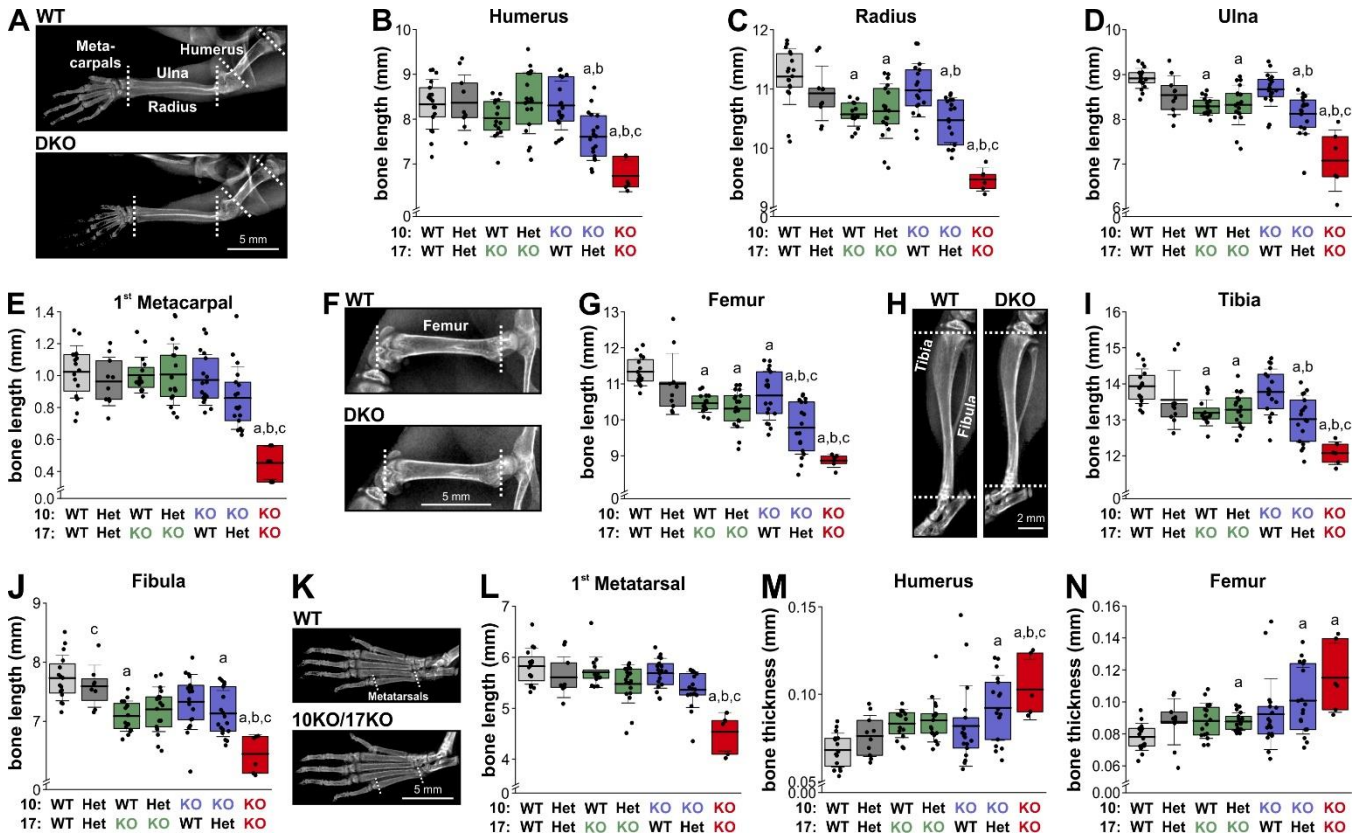 A
WT
Meta-
carpals
Humerus
Ulna
Radius
DKO
5 mm
B
Humerus
bone length (mm)
10
9
8
7
0
a,b
a,b,c
10: WT Het WT Het KO KO KO
17: WT Het KO KO WT Het KO
C
Radius
bone length (mm)
12
11
10
9
0
a
a
a,b
a,b,c
10: WT Het WT Het KO KO KO
17: WT Het KO KO WT Het KO
D
Ulna
bone length (mm)
10
9
8
7
6
0
a
a
a,b
a,b,c
10: WT Het WT Het KO KO KO
17: WT Het KO KO WT Het KO
E
1st Metacarpal
bone length (mm)
1.4
1.2
1.0
0.8
0.6
0.4
0.0
a,b,c
10: WT Het WT Het KO KO KO
17: WT Het KO KO WT Het KO
F
WT
Femur
DKO
5 mm
G
Femur
bone length (mm)
13
12
11
10
9
8
0
a
a
a
a,b,c
a,b,c
10: WT Het WT Het KO KO KO
17: WT Het KO KO WT Het KO
H
WT
DKO
Tibia
Fibula
2 mm
I
Tibia
bone length (mm)
16
15
14
13
12
11
0
a
a
a,b
a,b,c
10: WT Het WT Het KO KO KO
17: WT Het KO KO WT Het KO
J
Fibula
bone length (mm)
9
8
7
0
c
a
a
a,b,c
10: WT Het WT Het KO KO KO
17: WT Het KO KO WT Het KO
K
WT
Metatarsals
10KO/17KO
5 mm
L
1st Metatarsal
bone length (mm)
7
6
5
4
0
a,b,c
10: WT Het WT Het KO KO KO
17: WT Het KO KO WT Het KO
M
Humerus
bone thickness (mm)
0.15
0.10
0.05
0.00
a
a,b,c
10: WT Het WT Het KO KO KO
17: WT Het KO KO WT Het KO
N
Femur
bone thickness (mm)
0.16
0.14
0.12
0.10
0.08
0.06
0.00
a
a
a
10: WT Het WT Het KO KO KO
17: WT Het KO KO WT Het KO